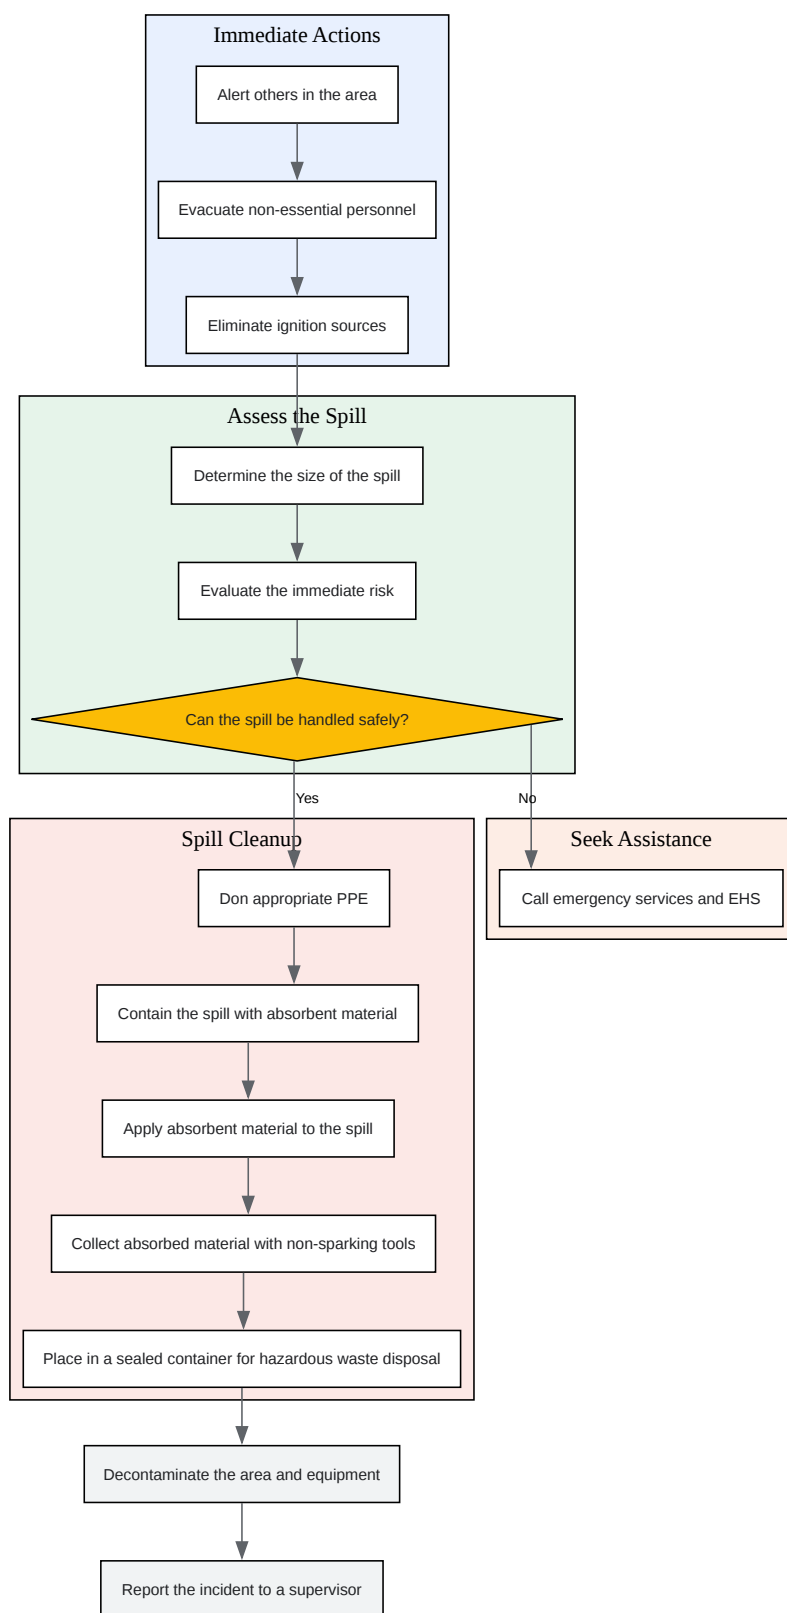 Immediate Actions
Alert others in the area
Evacuate non-essential personnel
Eliminate ignition sources
Assess the Spill
Determine the size of the spill
Evaluate the immediate risk
Can the spill be handled safely?
Yes
No
Spill Cleanup
Seek Assistance
Don appropriate PPE
Call emergency services and EHS
Contain the spill with absorbent material
Apply absorbent material to the spill
Collect absorbed material with non-sparking tools
Place in a sealed container for hazardous waste disposal
Decontaminate the area and equipment
Report the incident to a supervisor